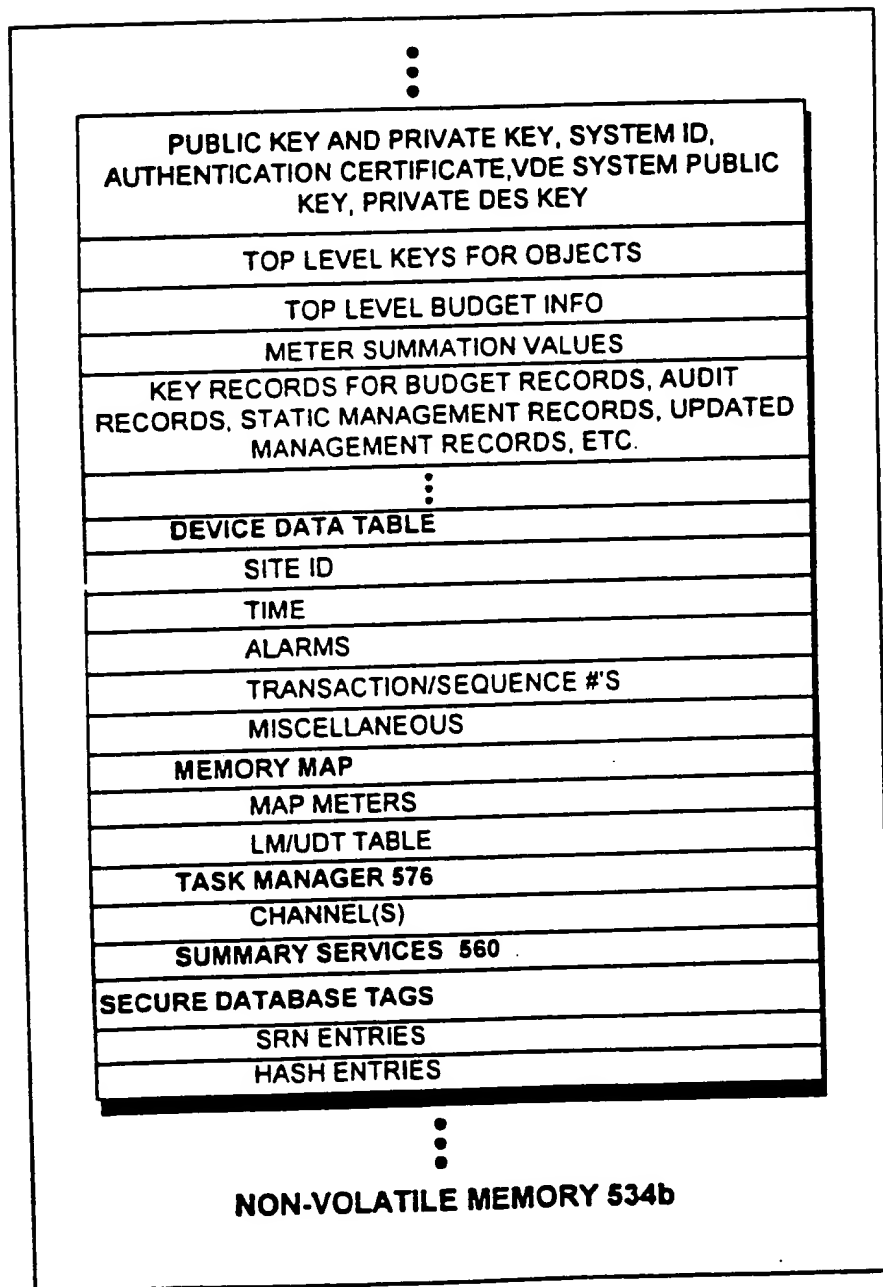 PUBLIC KEY AND PRIVATE KEY, SYSTEM ID,
AUTHENTICATION CERTIFICATE,VDE SYSTEM PUBLIC
KEY, PRIVATE DES KEY
TOP LEVEL KEYS FOR OBJECTS
TOP LEVEL BUDGET INFO
METER SUMMATION VALUES
KEY RECORDS FOR BUDGET RECORDS, AUDIT
RECORDS, STATIC MANAGEMENT RECORDS, UPDATED
MANAGEMENT RECORDS, ETC.
DEVICE DATA TABLE
SITE ID
TIME
ALARMS
TRANSACTION/SEQUENCE #'S
MISCELLANEOUS
MEMORY MAP
MAP METERS
LM/UDT TABLE
TASK MANAGER 576
CHANNEL(S)
SUMMARY SERVICES 560
SECURE DATABASE TAGS
SRN ENTRIES
HASH ENTRIES
NON-VOLATILE MEMORY 534b